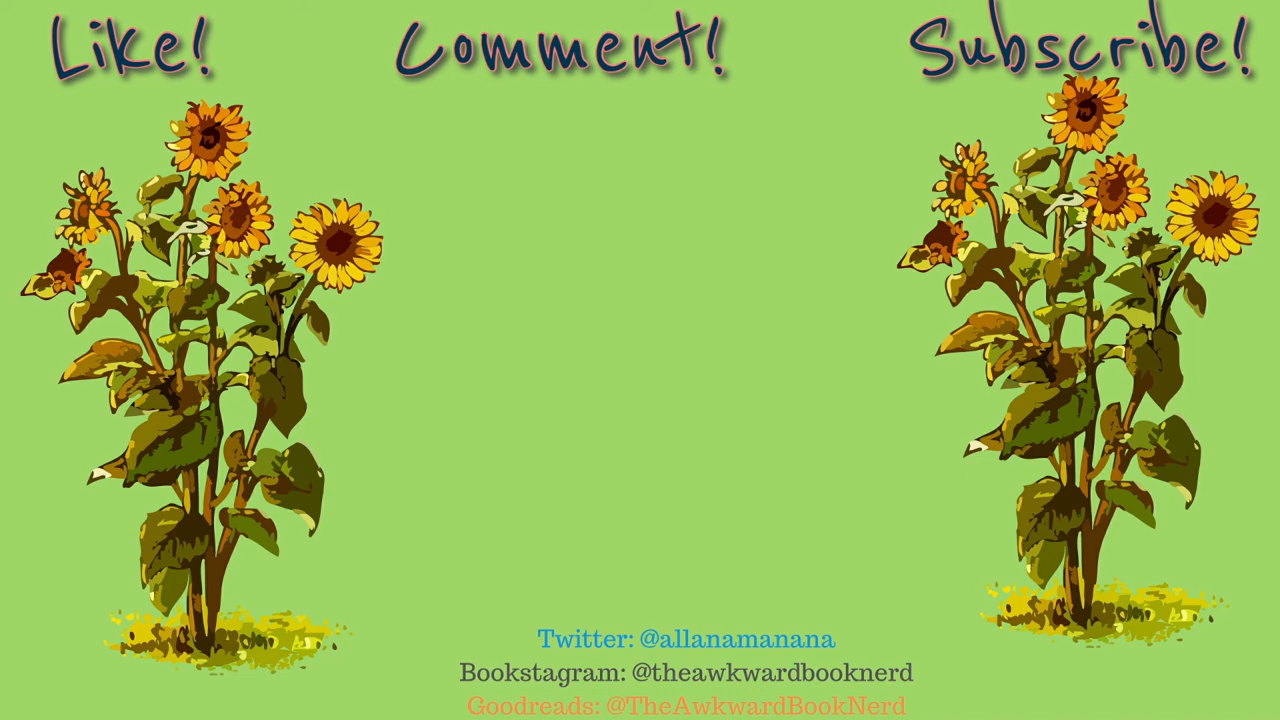 Like! Comment! Subscribe!
Twitter: @allanamanana
Bookstagram: @theawkwardbooknerd
Goodreads: @TheAwkwardBookNerd